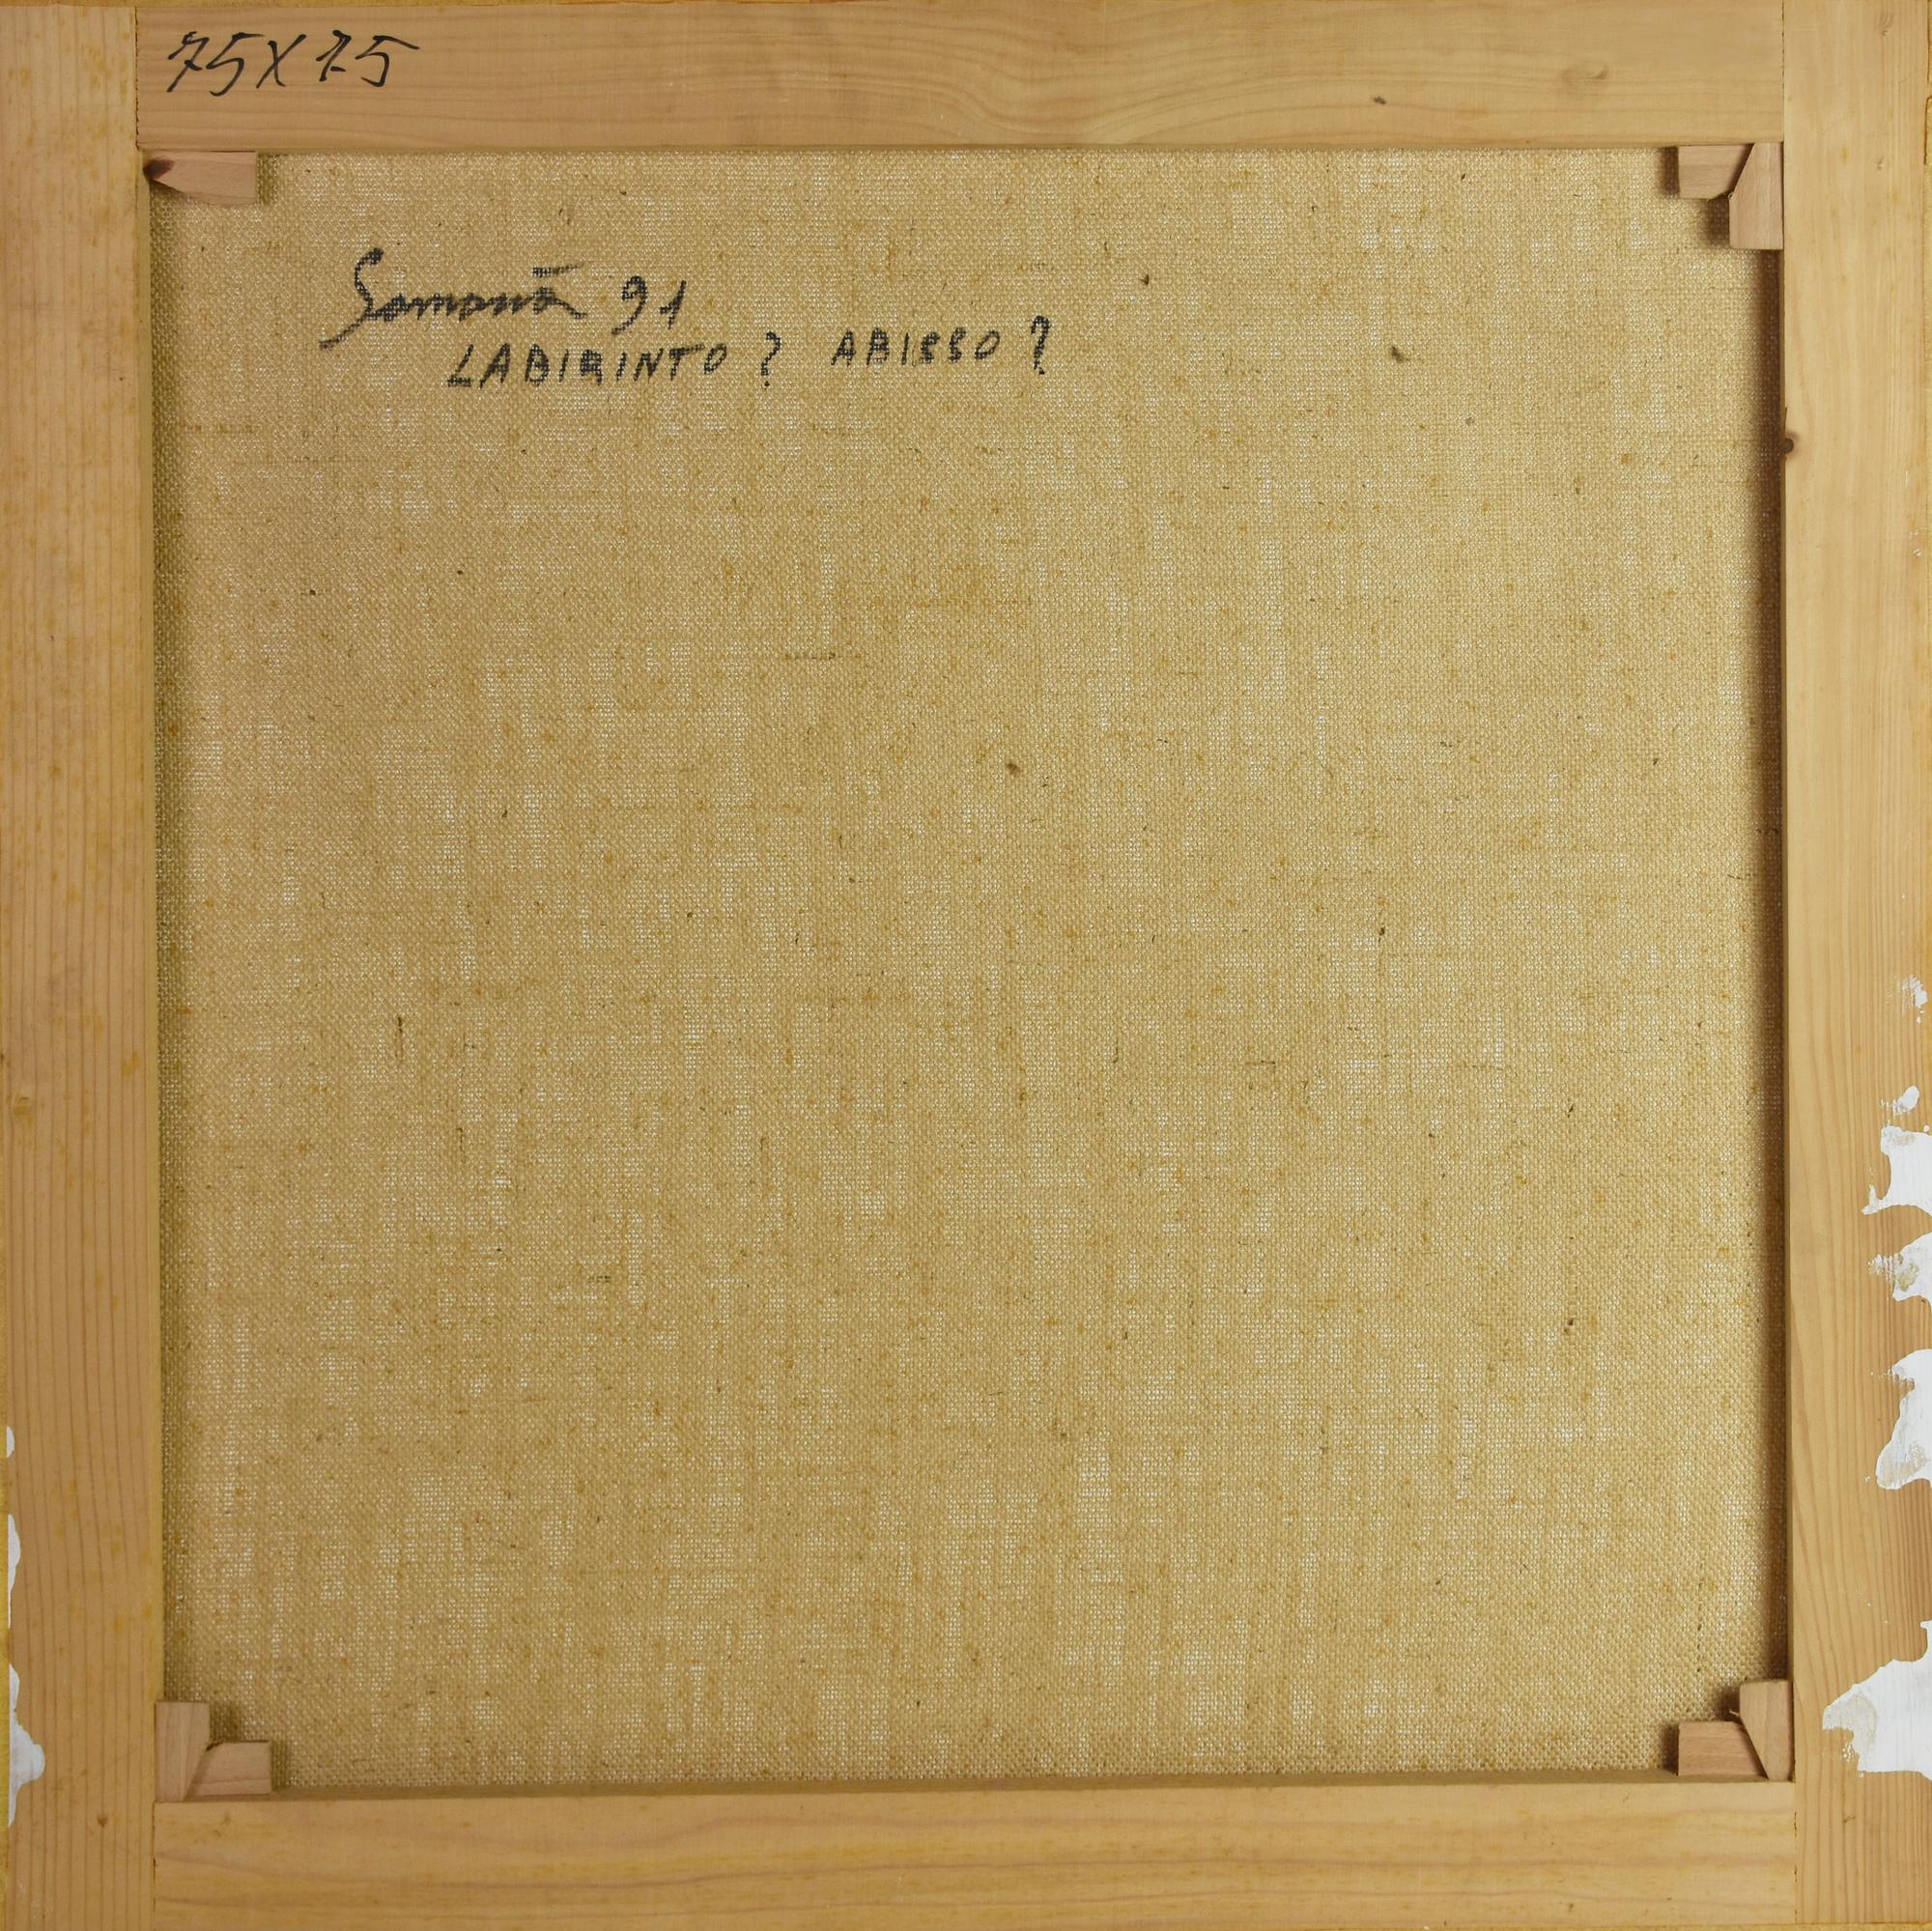 75X75
Samonà 91
LABIRINTO ? ABISSO ?